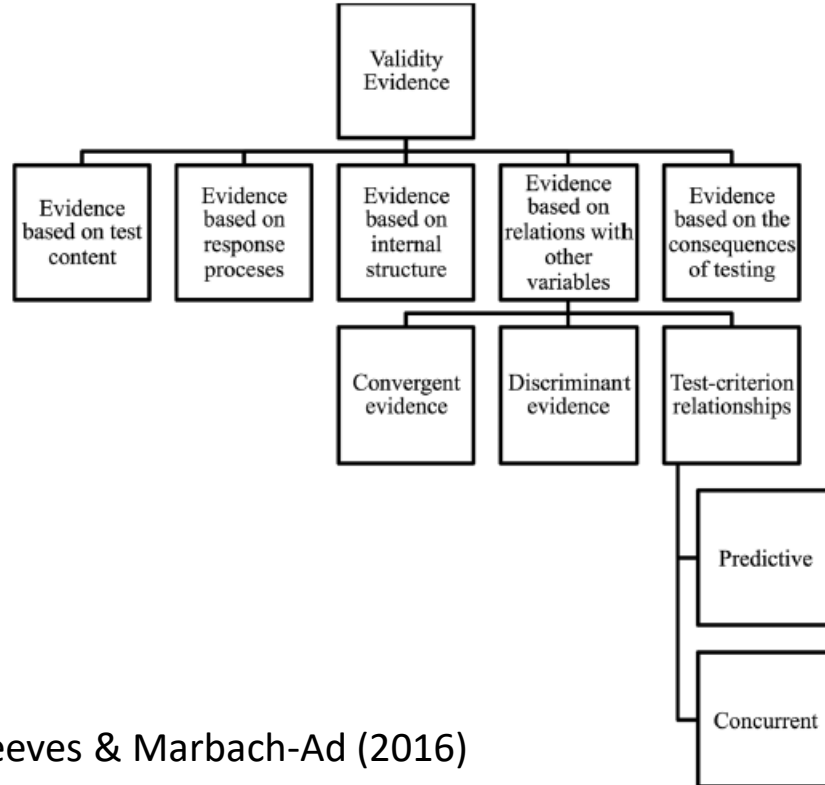 Validity
Evidence
Evidence
based on test
content
Evidence
based on
response
proceses
Evidence
based on
internal
structure
Evidence
based on
relations with
other
variables
Evidence
based on the
consequences
of testing
Convergent
evidence
Discriminant
evidence
Test-criterion
relationships
Predictive
Concurrent
eeves & Marbach-Ad (2016)